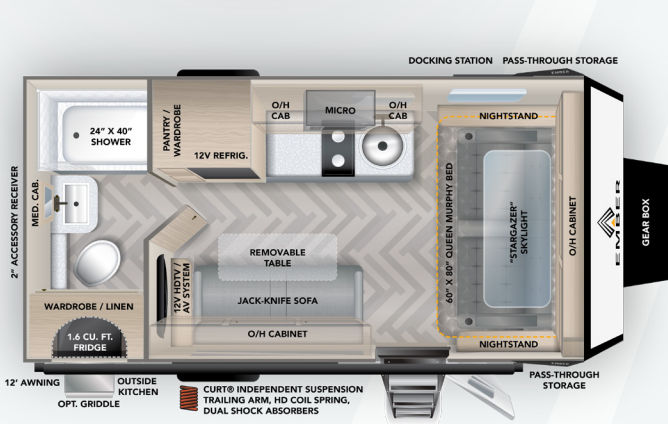 DOCKING STATION
PASS-THROUGH STORAGE
24" X 40"
SHOWER
PANTRY /
WARDROBE
12V REFRIG.
O/H
CAB
MICRO
O/H
CAB
NIGHTSTAND
2" ACCESSORY RECEIVER
MED. CAB.
60" X 80" QUEEN MURPHY BED
"STARGAZER"
SKYLIGHT
O/H CABINET
EMBER
GEAR BOX
REMOVABLE
TABLE
12V HDTV /
AV SYSTEM
JACK-KNIFE SOFA
O/H CABINET
WARDROBE / LINEN
1.6 CU. FT.
FRIDGE
NIGHTSTAND
12' AWNING
OUTSIDE
KITCHEN
OPT. GRIDDLE
CURT® INDEPENDENT SUSPENSION
TRAILING ARM, HD COIL SPRING,
DUAL SHOCK ABSORBERS
PASS-THROUGH
STORAGE